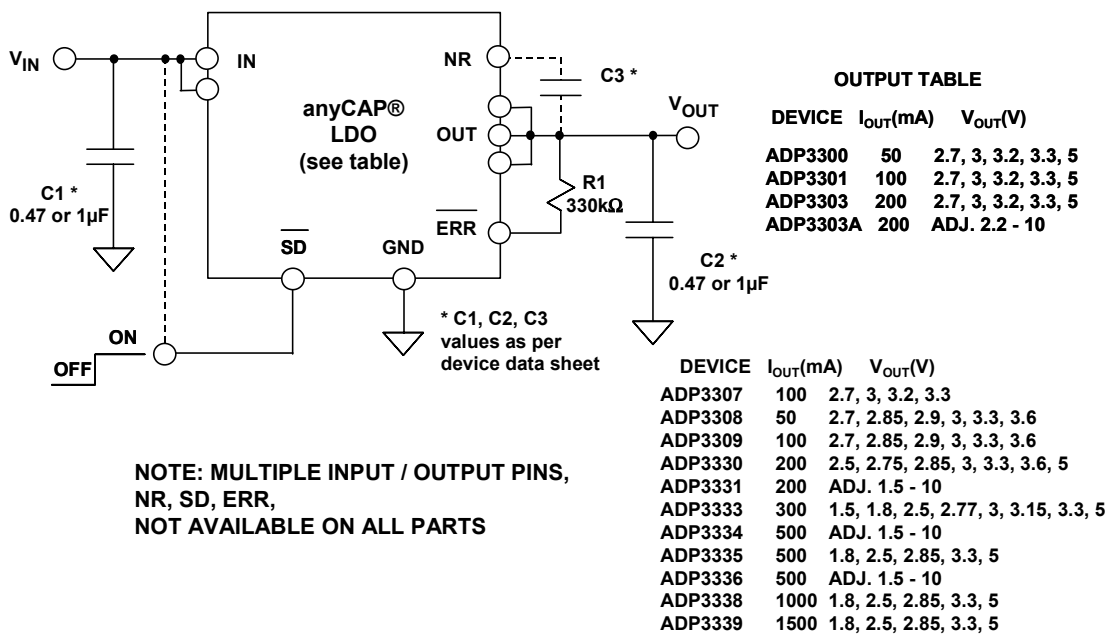 V_IN
IN
NR
C3 *
anyCAP®
LDO
(see table)
OUT
V_OUT
C1 *
0.47 or 1µF
R1
330kΩ
ERR
SD
GND
C2 *
0.47 or 1µF
ON
OFF
* C1, C2, C3
values as per
device data sheet
NOTE: MULTIPLE INPUT / OUTPUT PINS,
NR, SD, ERR,
NOT AVAILABLE ON ALL PARTS
OUTPUT TABLE
DEVICE I_OUT(mA) V_OUT(V)
ADP3300 50 2.7, 3, 3.2, 3.3, 5
ADP3301 100 2.7, 3, 3.2, 3.3, 5
ADP3303 200 2.7, 3, 3.2, 3.3, 5
ADP3303A 200 ADJ. 2.2 - 10
DEVICE I_OUT(mA) V_OUT(V)
ADP3307 100 2.7, 3, 3.2, 3.3
ADP3308 50 2.7, 2.85, 2.9, 3, 3.3, 3.6
ADP3309 100 2.7, 2.85, 2.9, 3, 3.3, 3.6
ADP3330 200 2.5, 2.75, 2.85, 3, 3.3, 3.6, 5
ADP3331 200 ADJ. 1.5 - 10
ADP3333 300 1.5, 1.8, 2.5, 2.77, 3, 3.15, 3.3, 5
ADP3334 500 ADJ. 1.5 - 10
ADP3335 500 1.8, 2.5, 2.85, 3.3, 5
ADP3336 500 ADJ. 1.5 - 10
ADP3338 1000 1.8, 2.5, 2.85, 3.3, 5
ADP3339 1500 1.8, 2.5, 2.85, 3.3, 5